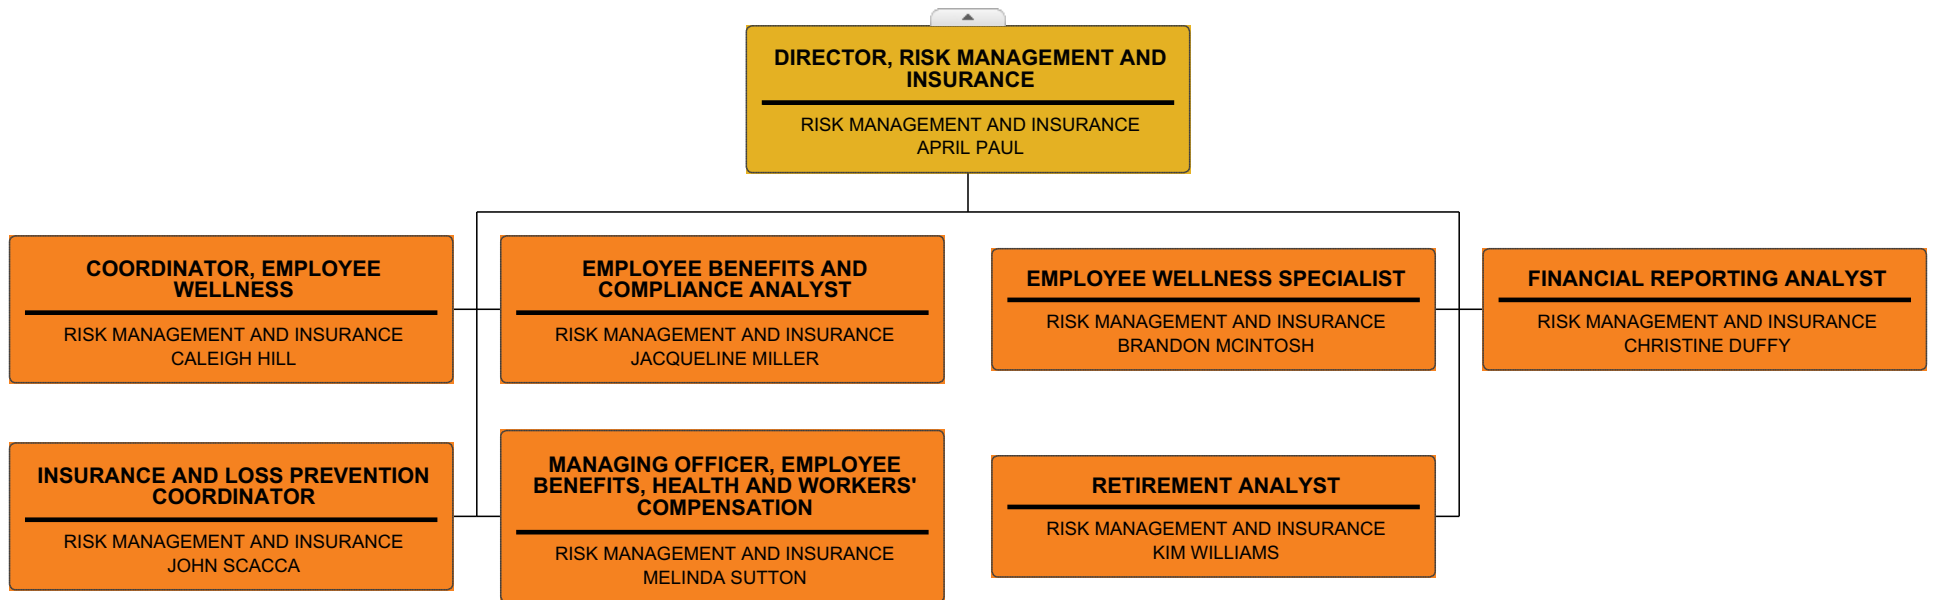 DIRECTOR, RISK MANAGEMENT AND
INSURANCE
RISK MANAGEMENT AND INSURANCE
APRIL PAUL
COORDINATOR, EMPLOYEE
WELLNESS
RISK MANAGEMENT AND INSURANCE
CALEIGH HILL
EMPLOYEE BENEFITS AND
COMPLIANCE ANALYST
RISK MANAGEMENT AND INSURANCE
JACQUELINE MILLER
EMPLOYEE WELLNESS SPECIALIST
RISK MANAGEMENT AND INSURANCE
BRANDON MCINTOSH
FINANCIAL REPORTING ANALYST
RISK MANAGEMENT AND INSURANCE
CHRISTINE DUFFY
INSURANCE AND LOSS PREVENTION
COORDINATOR
RISK MANAGEMENT AND INSURANCE
JOHN SCACCA
MANAGING OFFICER, EMPLOYEE
BENEFITS, HEALTH AND WORKERS'
COMPENSATION
RISK MANAGEMENT AND INSURANCE
MELINDA SUTTON
RETIREMENT ANALYST
RISK MANAGEMENT AND INSURANCE
KIM WILLIAMS